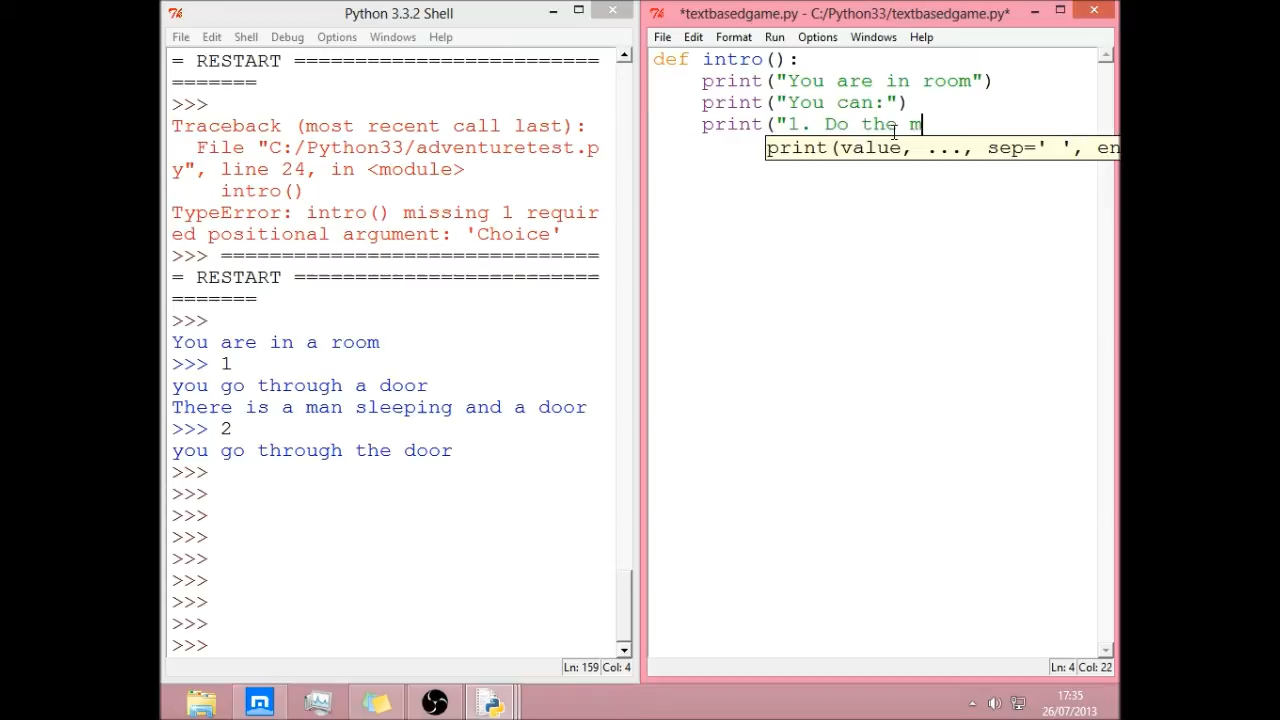 Python 3.3.2 Shell
File Edit Shell Debug Options Windows Help
= RESTART =========================
=======
>>>
Traceback (most recent call last):
  File "C:/Python33/adventuretest.p
y", line 24, in <module>
    intro()
TypeError: intro() missing 1 requir
ed positional argument: 'Choice'
>>> ===============================
= RESTART =========================
=======
>>>
You are in a room
>>> 1
you go through a door
There is a man sleeping and a door
>>> 2
you go through the door
>>>
>>>
>>>
>>>
>>>
>>>
>>>
>>>
>>>
Ln: 159 Col: 4
*textbasedgame.py - C:/Python33/textbasedgame.py*
File Edit Format Run Options Windows Help
def intro():
    print("You are in room")
    print("You can:")
    print("1. Do the m
print(value, ..., sep=' ', en
Ln: 4 Col: 22
17:35
26/07/2013